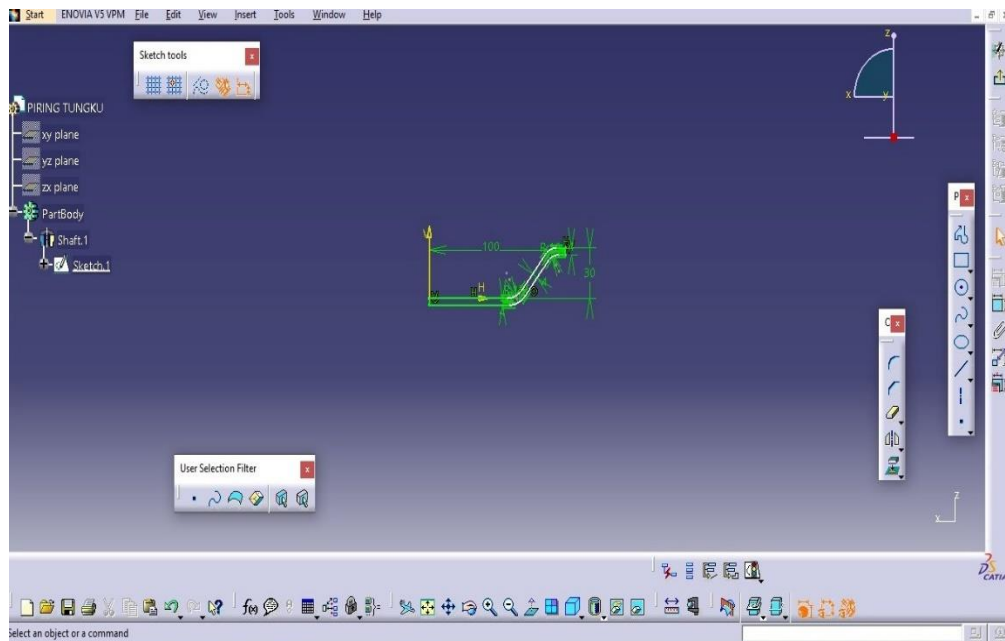 Start ENOVIA V5 VPM File Edit View Insert Tools Window Help
Sketch tools
PIRING TUNGKU
xy plane
yz plane
zx plane
PartBody
Shaft.1
Sketch.1
z
x y
100
30
H
P
C
User Selection Filter
z
x
CATIA
f(x)
Select an object or a command